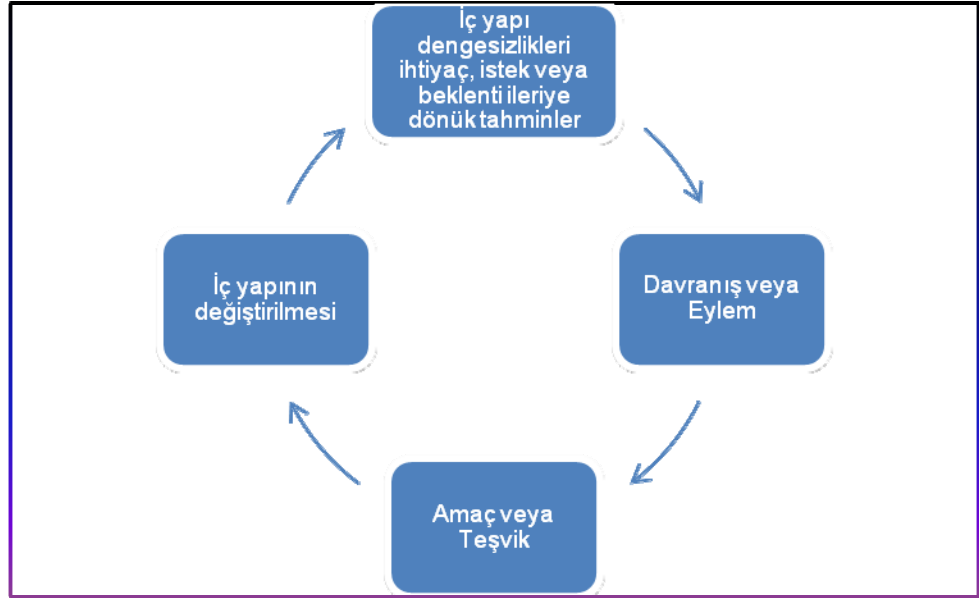 İç yapı
dengesizlikleri
ihtiyaç, istek veya
beklenti ileriye
dönük tahminler
Davranış veya
Eylem
Amaç veya
Teşvik
İç yapının
değiştirilmesi